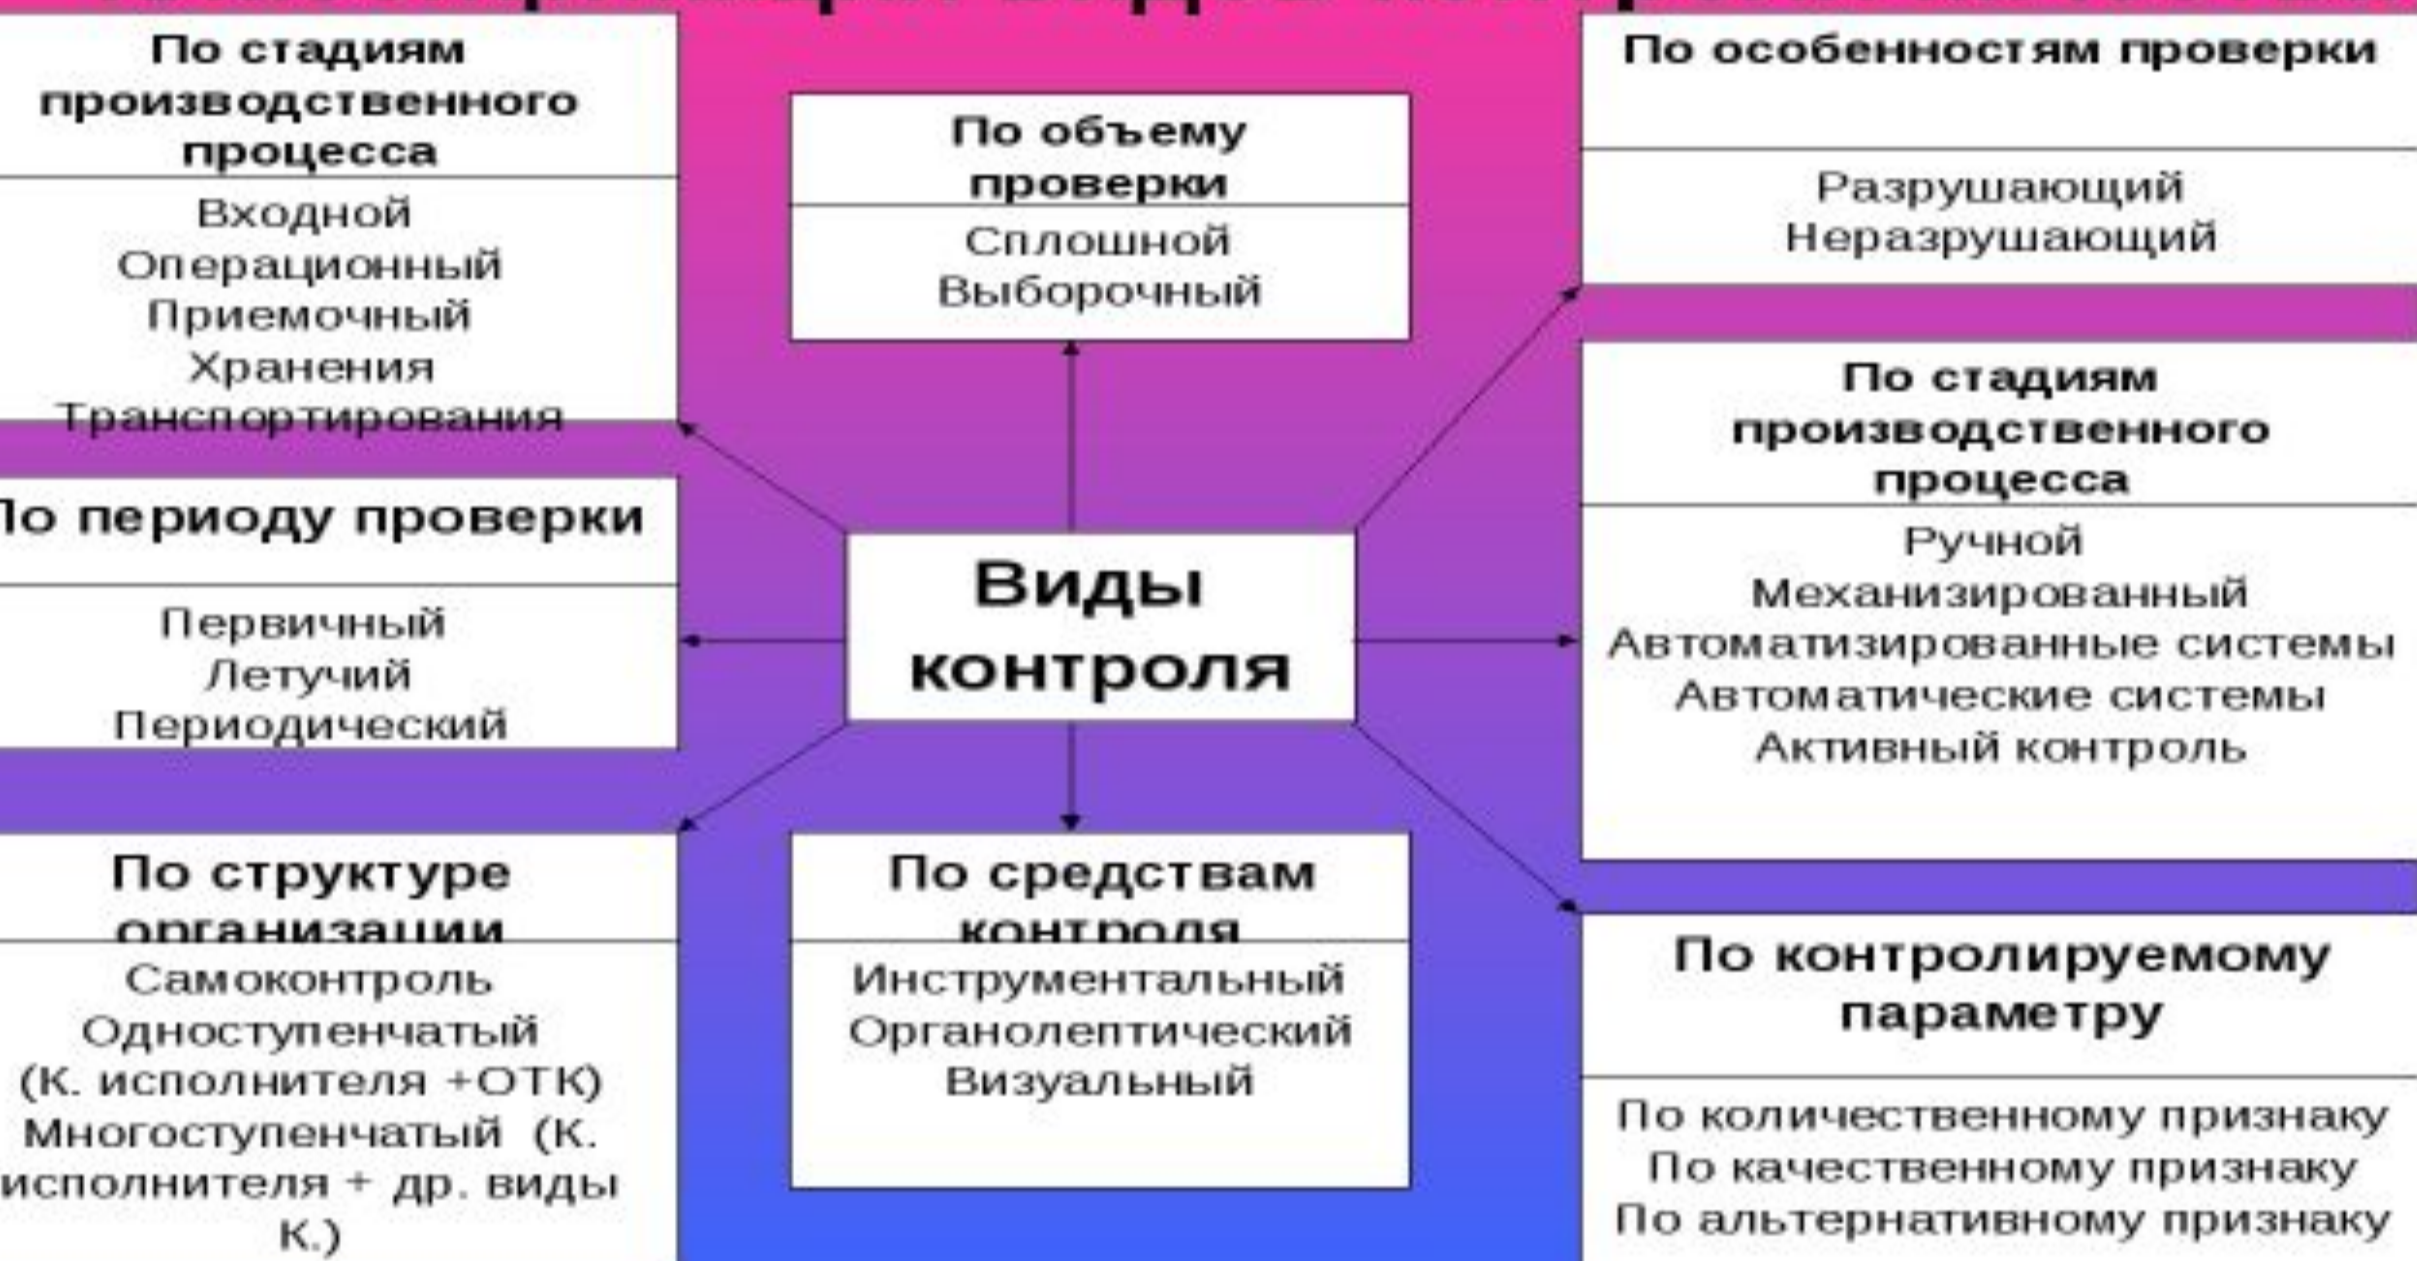 По стадиям
производственного
процесса
Входной
Операционный
Приемочный
Хранения
Транспортирования
По объему
проверки
Сплошной
Выборочный
По особенностям проверки
Разрушающий
Неразрушающий
По периоду проверки
Первичный
Летучий
Периодический
Виды
контроля
По стадиям
производственного
процесса
Ручной
Механизированный
Автоматизированные системы
Автоматические системы
Активный контроль
По структуре
организации
Самоконтроль
Одноступенчатый
(К. исполнителя +ОТК)
Многоступенчатый (К.
исполнителя + др. виды
К.)
По средствам
контроля
Инструментальный
Органолептический
Визуальный
По контролируемому
параметру
По количественному признаку
По качественному признаку
По альтернативному признаку